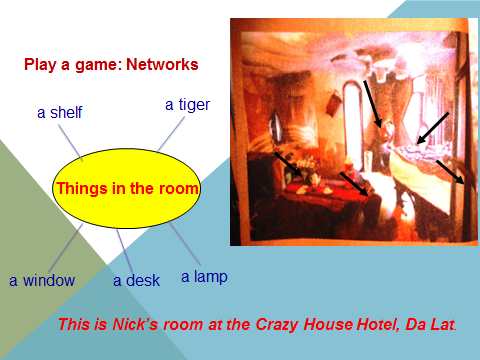 Play a game: Networks
a shelf
a tiger
Things in the room
a window
a desk
a lamp
This is Nick's room at the Crazy House Hotel, Da Lat.